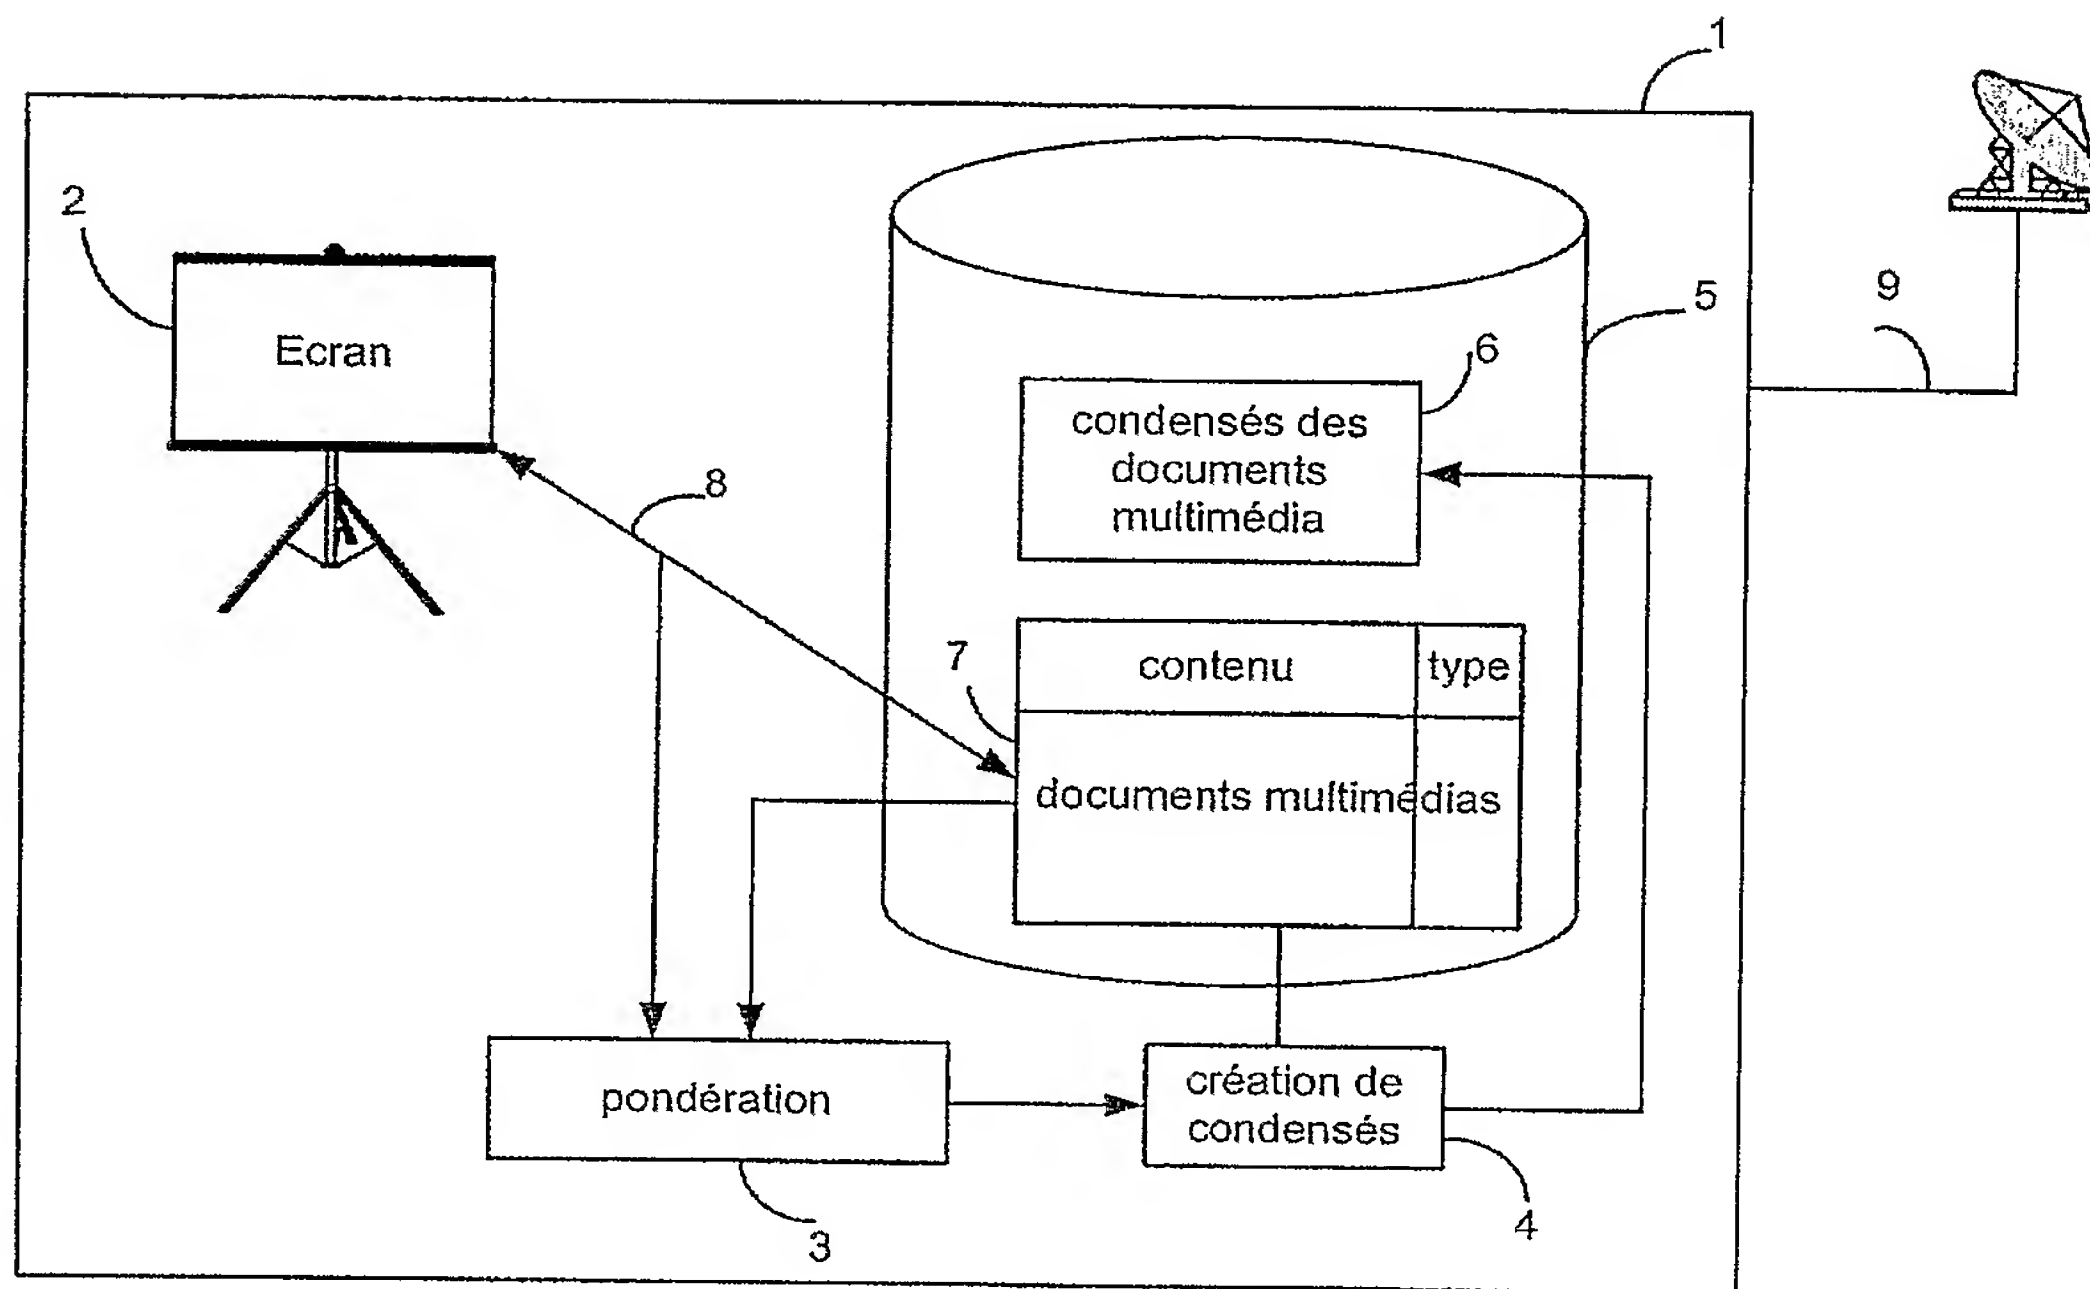 1
2
Ecran
9
5
6
condensés des
documents
multimédia
8
7
contenu
type
documents multimédias
pondération
création de
condensés
3
4